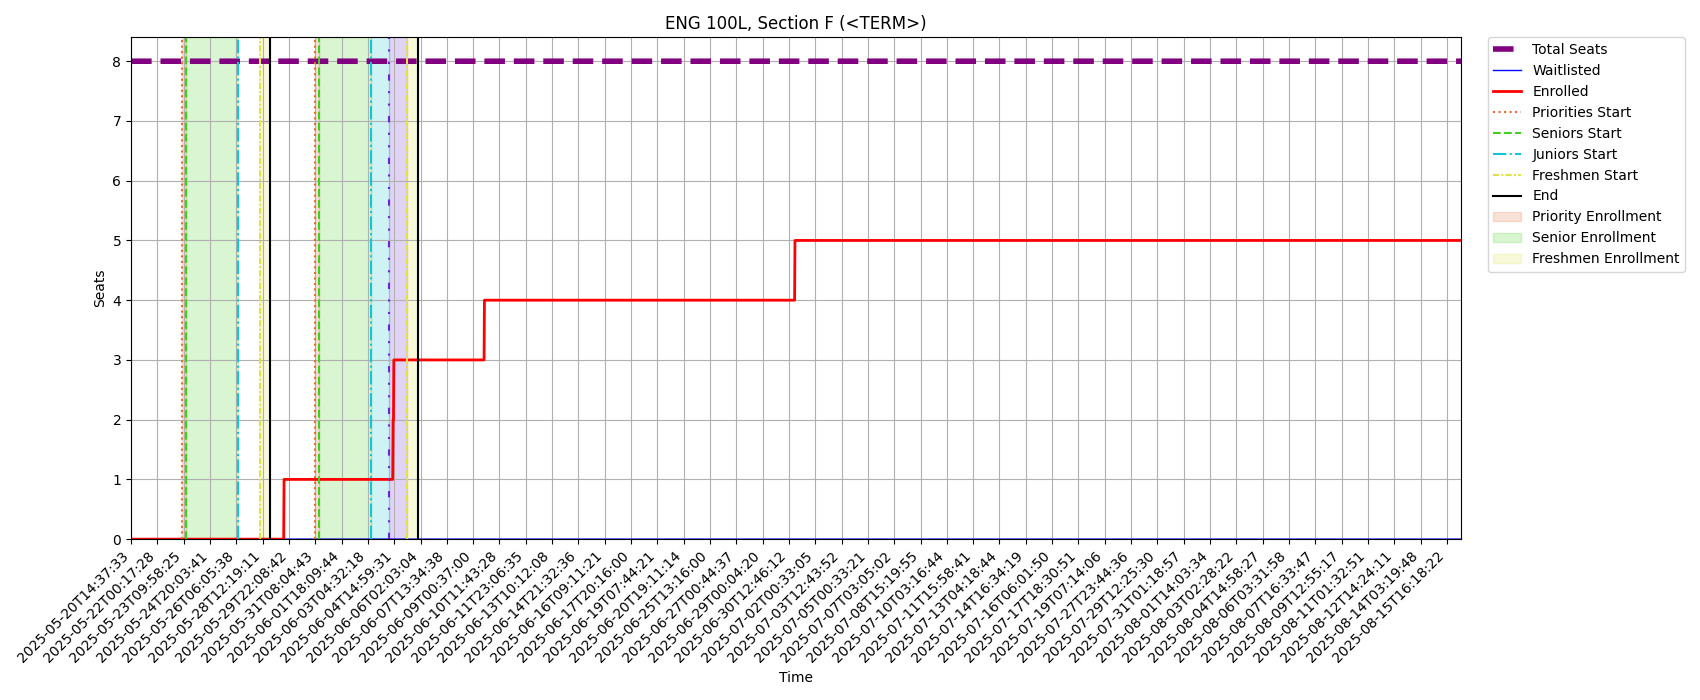 ENG 100L, Section F (<TERM>)
Total Seats
Waitlisted
Enrolled
Priorities Start
Seniors Start
Juniors Start
Freshmen Start
End
Priority Enrollment
Senior Enrollment
Freshmen Enrollment
Seats
8
7
6
5
4
3
2
1
0
2025-05-20T14:37:33
2025-05-22T00:17:28
2025-05-23T09:58:25
2025-05-24T20:03:41
2025-05-26T06:05:38
2025-05-28T12:19:11
2025-05-29T22:08:42
2025-05-31T08:04:43
2025-06-01T18:09:44
2025-06-03T04:32:18
2025-06-04T14:59:31
2025-06-06T02:03:04
2025-06-07T13:34:38
2025-06-09T00:37:00
2025-06-10T11:43:28
2025-06-11T23:06:35
2025-06-13T10:12:08
2025-06-14T21:32:36
2025-06-16T09:11:21
2025-06-17T20:16:00
2025-06-19T07:44:21
2025-06-20T19:11:14
2025-06-25T13:16:00
2025-06-27T00:44:37
2025-06-29T00:04:20
2025-06-30T12:46:12
2025-07-02T00:33:05
2025-07-03T12:43:52
2025-07-05T00:33:21
2025-07-07T03:05:02
2025-07-08T15:19:55
2025-07-10T03:16:44
2025-07-11T15:58:41
2025-07-13T04:18:44
2025-07-14T16:34:19
2025-07-16T06:01:50
2025-07-17T18:30:51
2025-07-19T07:14:06
2025-07-27T23:44:36
2025-07-29T12:25:30
2025-07-31T01:18:57
2025-08-01T14:03:34
2025-08-03T02:28:22
2025-08-04T14:58:27
2025-08-06T03:31:58
2025-08-07T16:33:47
2025-08-09T12:55:17
2025-08-11T01:32:51
2025-08-12T14:24:11
2025-08-14T03:19:48
2025-08-15T16:18:22
Time